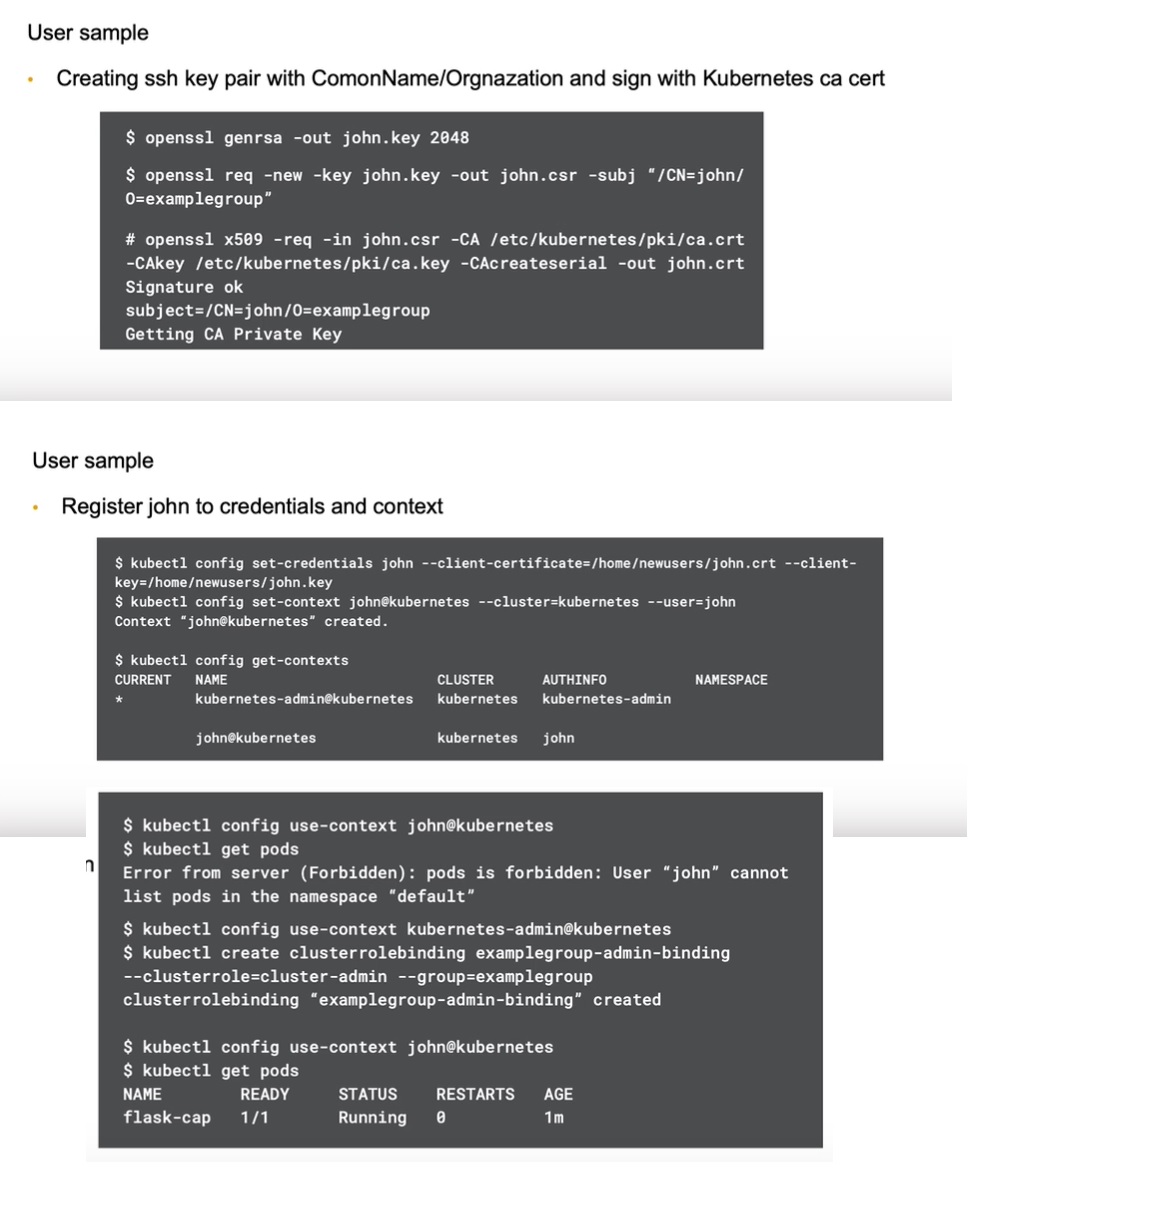 User sample
• Creating ssh key pair with ComonName/Orgnazation and sign with Kubernetes ca cert
$ openssl genrsa -out john.key 2048
$ openssl req -new -key john.key -out john.csr -subj “/CN=john/
O=examplegroup”
# openssl x509 -req -in john.csr -CA /etc/kubernetes/pki/ca.crt
-CAkey /etc/kubernetes/pki/ca.key -CAcreateserial -out john.crt
Signature ok
subject=/CN=john/O=examplegroup
Getting CA Private Key
User sample
• Register john to credentials and context
$ kubectl config set-credentials john --client-certificate=/home/newusers/john.crt --client-
key=/home/newusers/john.key
$ kubectl config set-context john@kubernetes --cluster=kubernetes --user=john
Context “john@kubernetes” created.
$ kubectl config get-contexts
CURRENT NAME CLUSTER AUTHINFO NAMESPACE
* kubernetes-admin@kubernetes kubernetes kubernetes-admin
john@kubernetes kubernetes john
$ kubectl config use-context john@kubernetes
$ kubectl get pods
Error from server (Forbidden): pods is forbidden: User “john” cannot
list pods in the namespace “default”
$ kubectl config use-context kubernetes-admin@kubernetes
$ kubectl create clusterrolebinding examplegroup-admin-binding
--clusterrole=cluster-admin --group=examplegroup
clusterrolebinding “examplegroup-admin-binding” created
$ kubectl config use-context john@kubernetes
$ kubectl get pods
NAME READY STATUS RESTARTS AGE
flask-cap 1/1 Running 0 1m